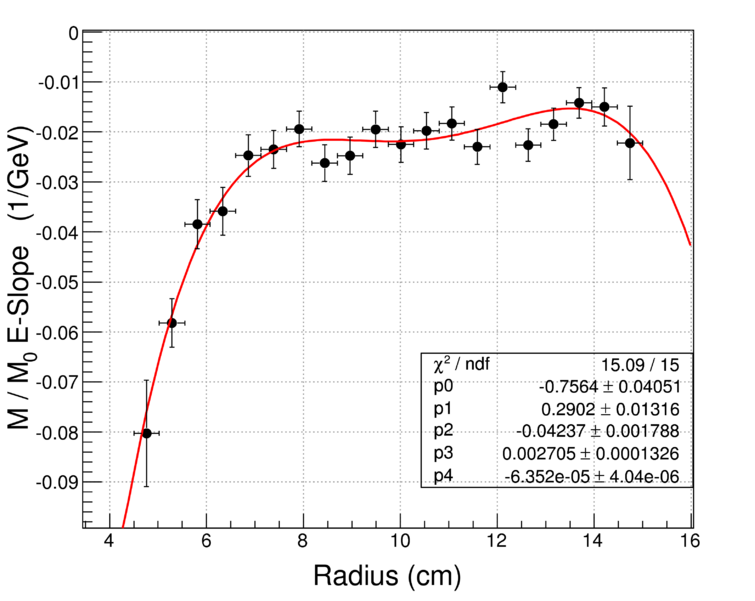 0
-0.01
-0.02
-0.03
-0.04
-0.05
-0.06
-0.07
-0.08
-0.09
M / M₀ E-Slope (1/GeV)
χ² / ndf 15.09 / 15
p0 -0.7564 ± 0.04051
p1 0.2902 ± 0.01316
p2 -0.04237 ± 0.001788
p3 0.002705 ± 0.0001326
p4 -6.352e-05 ± 4.04e-06
4 6 8 10 12 14 16
Radius (cm)